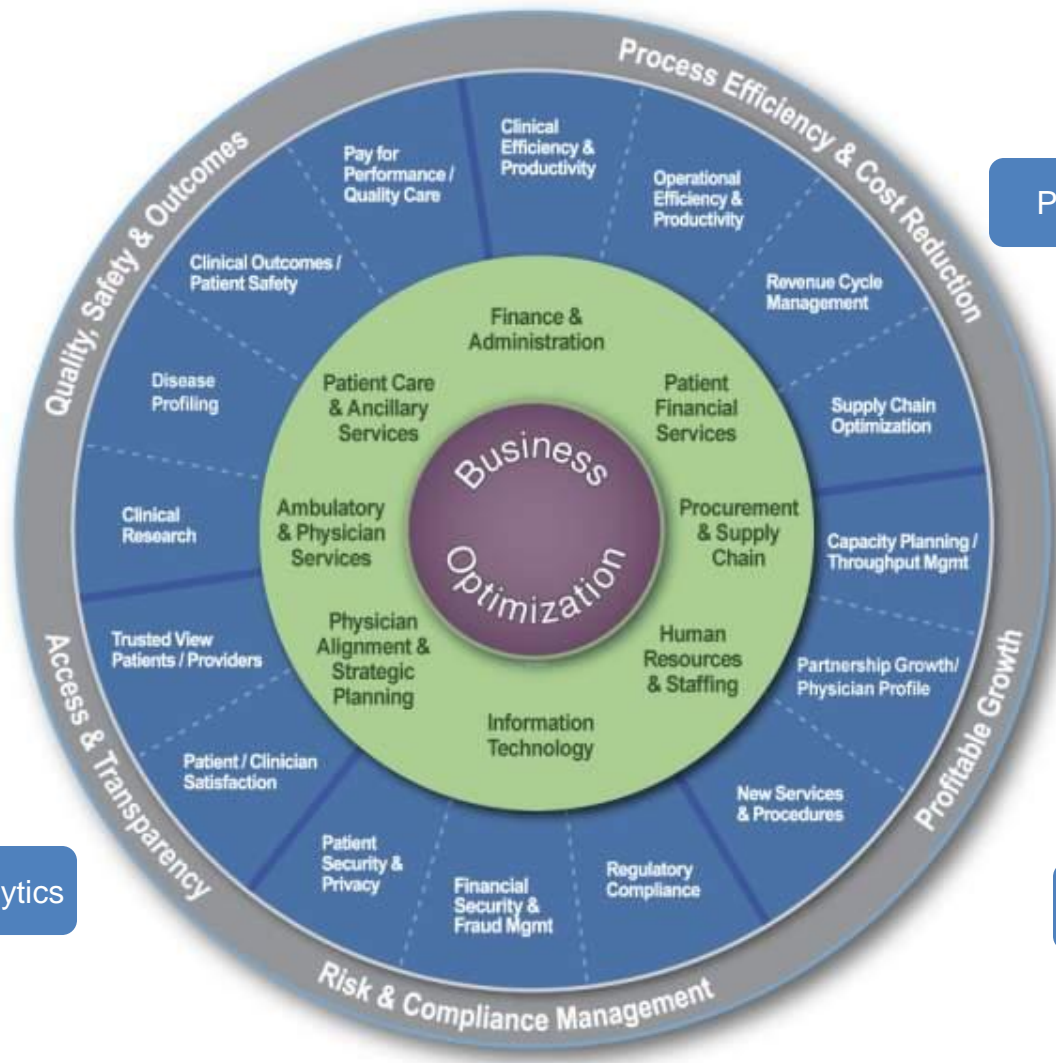 Process Efficiency & Cost Reduction
Clinical
Efficiency &
Productivity
Operational
Efficiency &
Productivity
Revenue Cycle
Management
Supply Chain
Optimization
Profitable Growth
Capacity Planning /
Throughput Mgmt
Partnership Growth/
Physician Profile
New Services
& Procedures
Risk & Compliance Management
Regulatory
Compliance
Financial
Security &
Fraud Mgmt
Patient
Security &
Privacy
Access & Transparency
Patient / Clinician
Satisfaction
Trusted View
Patients / Providers
Quality, Safety & Outcomes
Clinical
Research
Disease
Profiling
Clinical Outcomes /
Patient Safety
Pay for
Performance /
Quality Care
Finance &
Administration
Patient
Financial
Services
Procurement
& Supply
Chain
Human
Resources
& Staffing
Information
Technology
Physician
Alignment &
Strategic
Planning
Ambulatory
& Physician
Services
Patient Care
& Ancillary
Services
Business
Optimization
P
ytics